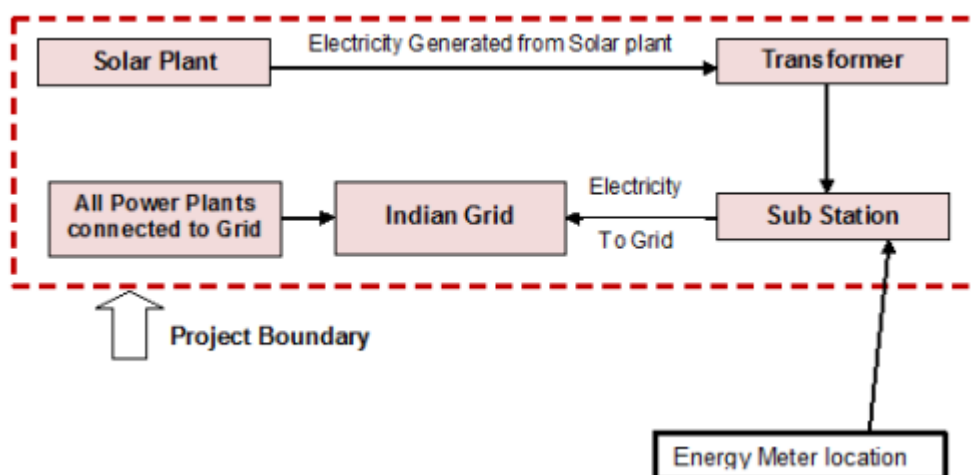 Solar Plant
Electricity Generated from Solar plant
Transformer
All Power Plants
connected to Grid
Indian Grid
Electricity
To Grid
Sub Station
Project Boundary
Energy Meter location